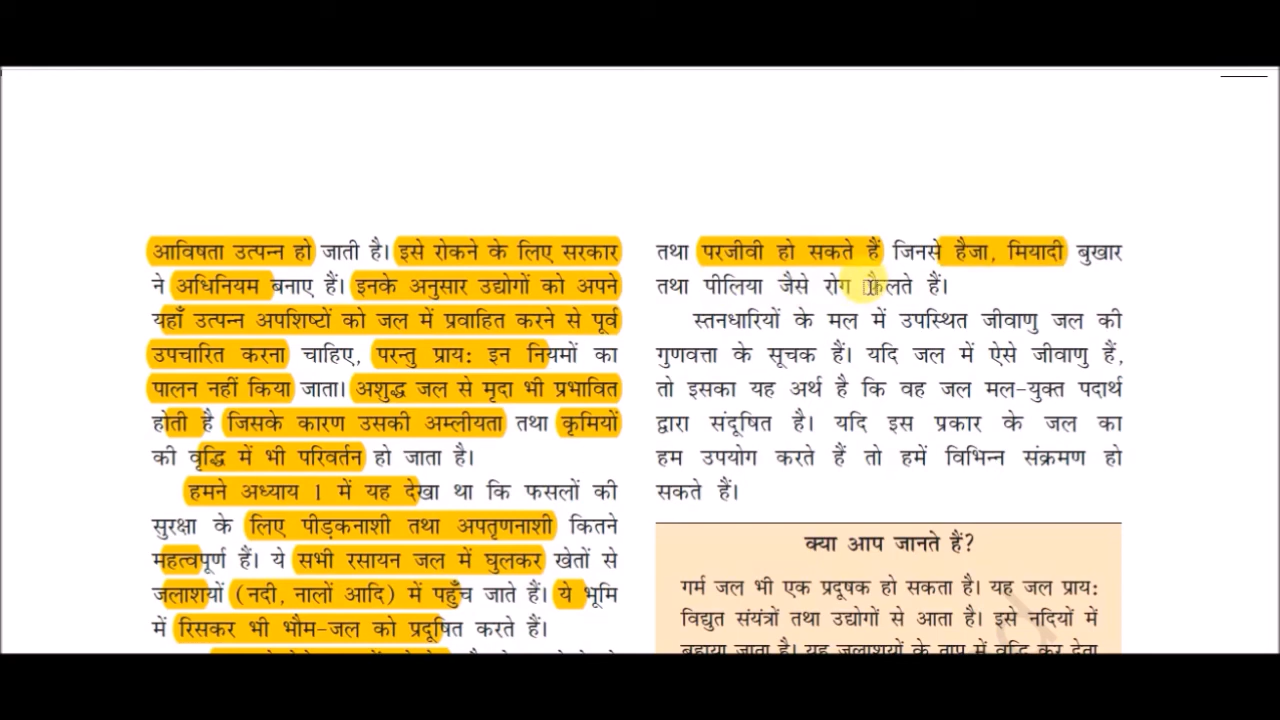 आविषता उत्पन्न हो जाती है। इसे रोकने के लिए सरकार
ने अधिनियम बनाए हैं। इनके अनुसार उद्योगों को अपने
यहाँ उत्पन्न अपशिष्टों को जल में प्रवाहित करने से पूर्व
उपचारित करना चाहिए, परन्तु प्राय: इन नियमों का
पालन नहीं किया जाता। अशुद्ध जल से मृदा भी प्रभावित
होती है जिसके कारण उसकी अम्लीयता तथा कृमियों
की वृद्धि में भी परिवर्तन हो जाता है।
हमने अध्याय 1 में यह देखा था कि फसलों की
सुरक्षा के लिए पीड़कनाशी तथा अपतृणनाशी कितने
महत्वपूर्ण हैं। ये सभी रसायन जल में घुलकर खेतों से
जलाशयों (नदी, नालों आदि) में पहुँच जाते हैं। ये भूमि
में रिसकर भी भौम-जल को प्रदूषित करते हैं।
तथा परजीवी हो सकते हैं जिनसे हैजा, मियादी बुखार
तथा पीलिया जैसे रोग फैलते हैं।
स्तनधारियों के मल में उपस्थित जीवाणु जल की
गुणवत्ता के सूचक हैं। यदि जल में ऐसे जीवाणु हैं,
तो इसका यह अर्थ है कि वह जल मल-युक्त पदार्थ
द्वारा संदूषित है। यदि इस प्रकार के जल का
हम उपयोग करते हैं तो हमें विभिन्न संक्रमण हो
सकते हैं।
क्या आप जानते हैं?
गर्म जल भी एक प्रदूषक हो सकता है। यह जल प्राय:
विद्युत संयंत्रों तथा उद्योगों से आता है। इसे नदियों में
बहाया जाता है। यह जलाशयों के ताप में वृद्धि कर देता